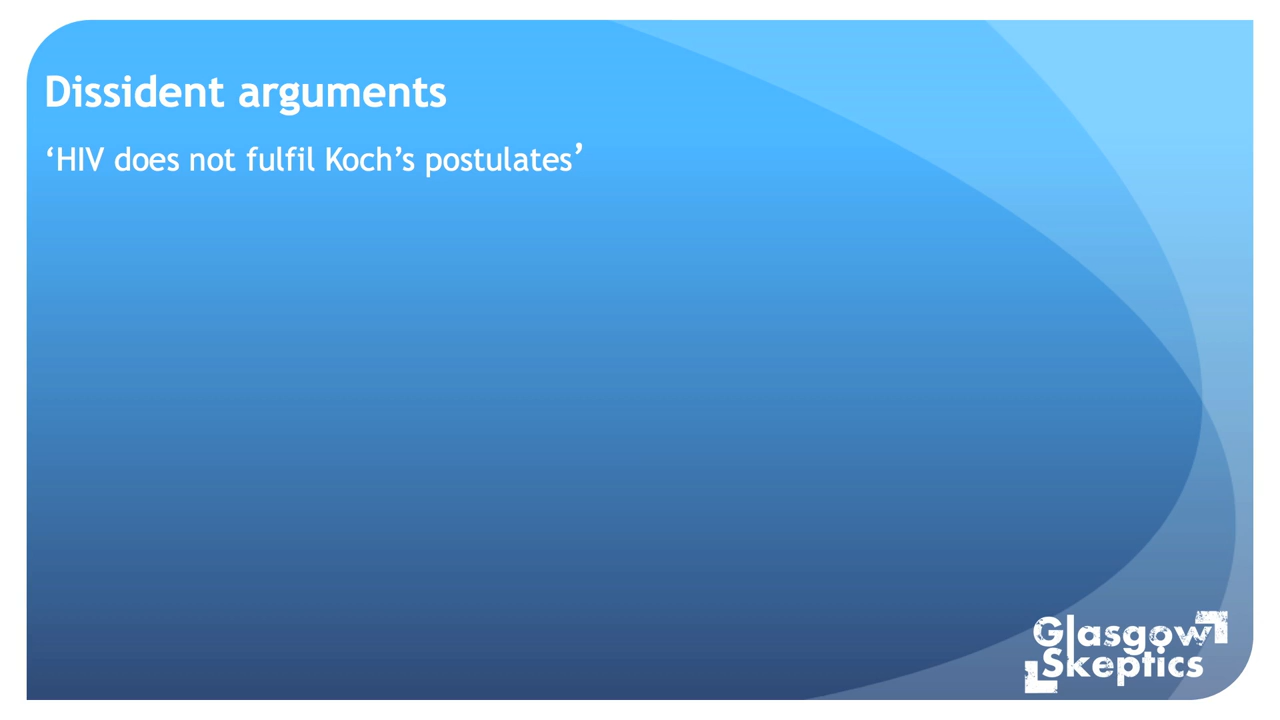 Dissident arguments
‘HIV does not fulfil Koch’s postulates’
Glasgow
Skeptics